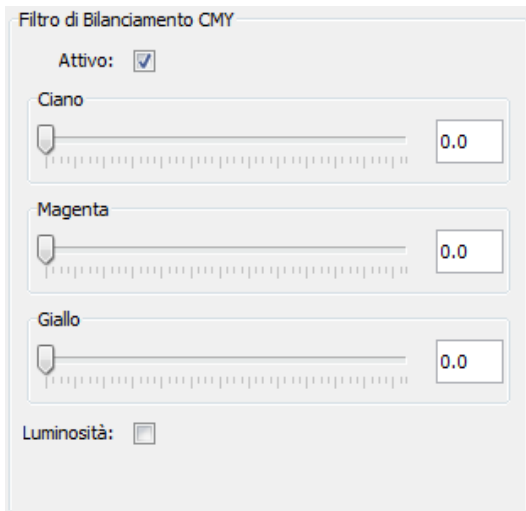 Filtro di Bilanciamento CMY
Attivo:
Ciano
0.0
Magenta
0.0
Giallo
0.0
Luminosità: